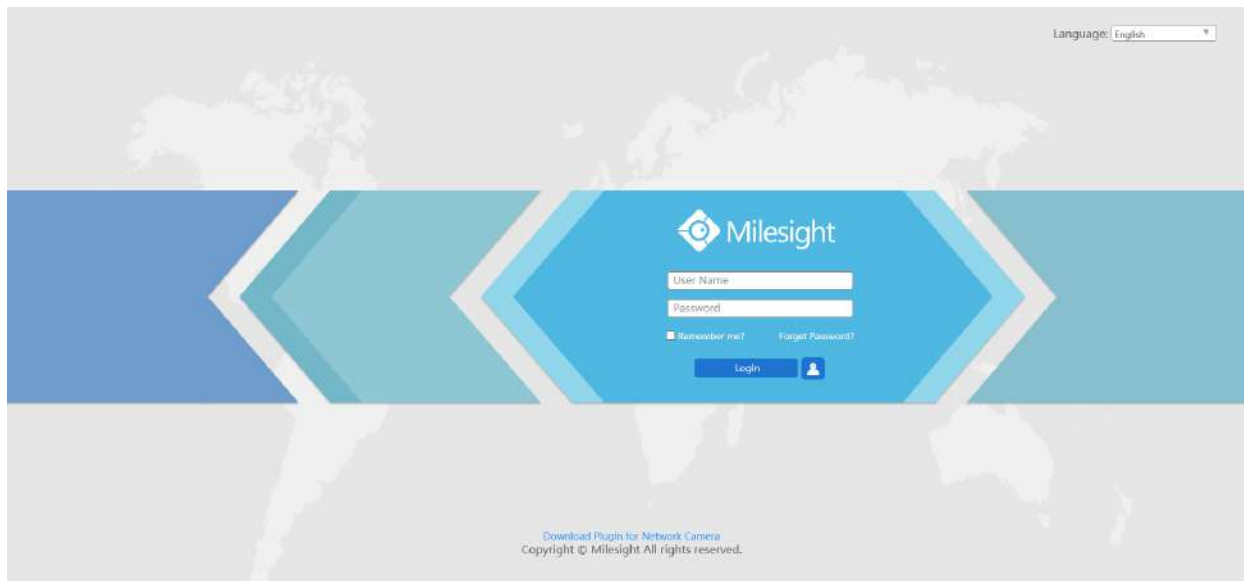 Language: English
Milesight
User Name
Password
Remember me? Forget Password?
Login
Download Plugin for Network Camera
Copyright © Milesight All rights reserved.